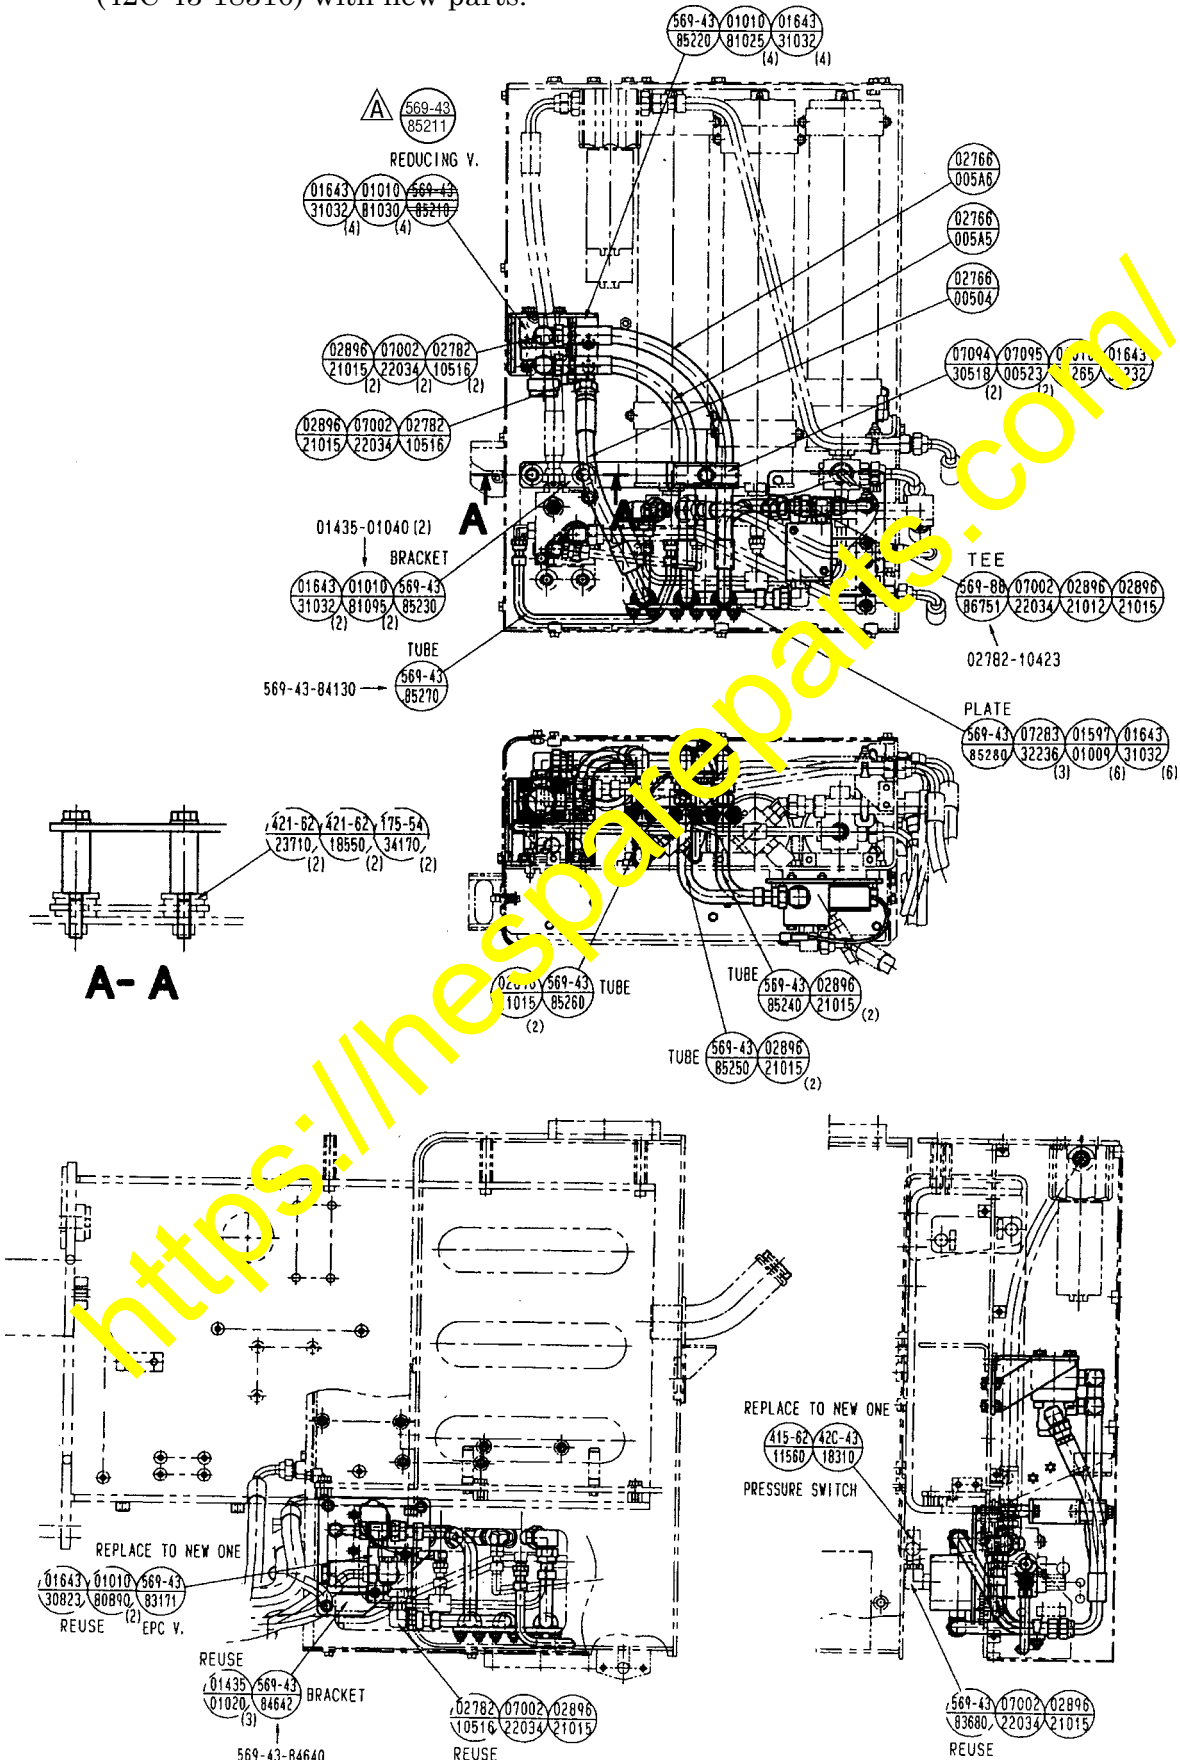 (42C-43-18310) with new parts.
569-43 01010 01643
85220 81025 31032
(4) (4)
A 569-43
85211
REDUCING V.
01643 01010 569-43
31032 81030 85210
(4) (4)
02766
005A6
02766
005A5
02766
00504
02896 07002 02782
21015 22034 10516
(2) (2) (2)
07094 07095 01643
30518 00523
(2) (2)
02896 07002 02782
21015 22034 10516
A A
01435-01040 (2)
BRACKET
01643 01010 569-43
31032 81095 85230
(2) (2)
TEE
569-88 07002 02896 02896
86751 22034 21012 21015
02782-10423
TUBE
569-43-84130 569-43
85270
PLATE
569-43 07283 01597 01643
85280 32236 01009 31032
(3) (6) (6)
421-62 421-62 175-54
23710 18550 34170
(2) (2) (2)
A-A
569-43 TUBE
85260
(2)
TUBE 569-43 02896
85240 21015
(2)
TUBE 569-43 02896
85250 21015
(2)
REPLACE TO NEW ONE
415-62 42C-43
11560 18310
PRESSURE SWITCH
REPLACE TO NEW ONE
01643 01010 569-43
30823 80890 83171
(2)
REUSE EPC V.
REUSE
01435 569-43 BRACKET
01020 84642
(3)
569-43-84640
02782 07002 02896
10516 22034 21015
REUSE
569-43 07002 02896
83680 22034 21015
REUSE
https://hespareparts.com/